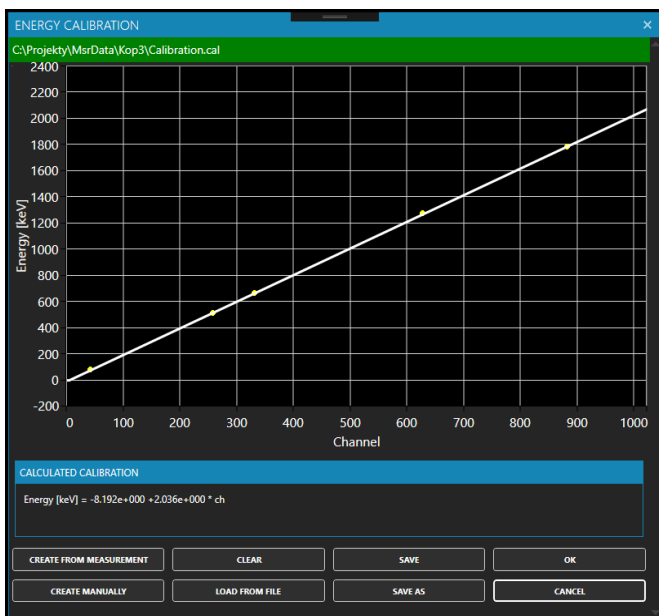 ENERGY CALIBRATION ×
C:\Projekty\MsrData\Kop3\Calibration.cal
2400
2200
2000
1800
1600
1400
1200
1000
800
600
400
200
0
-200
Energy [keV]
0 100 200 300 400 500 600 700 800 900 1000
Channel
CALCULATED CALIBRATION
Energy [keV] = -8.192e+000 +2.036e+000 * ch
CREATE FROM MEASUREMENT CLEAR SAVE OK
CREATE MANUALLY LOAD FROM FILE SAVE AS CANCEL